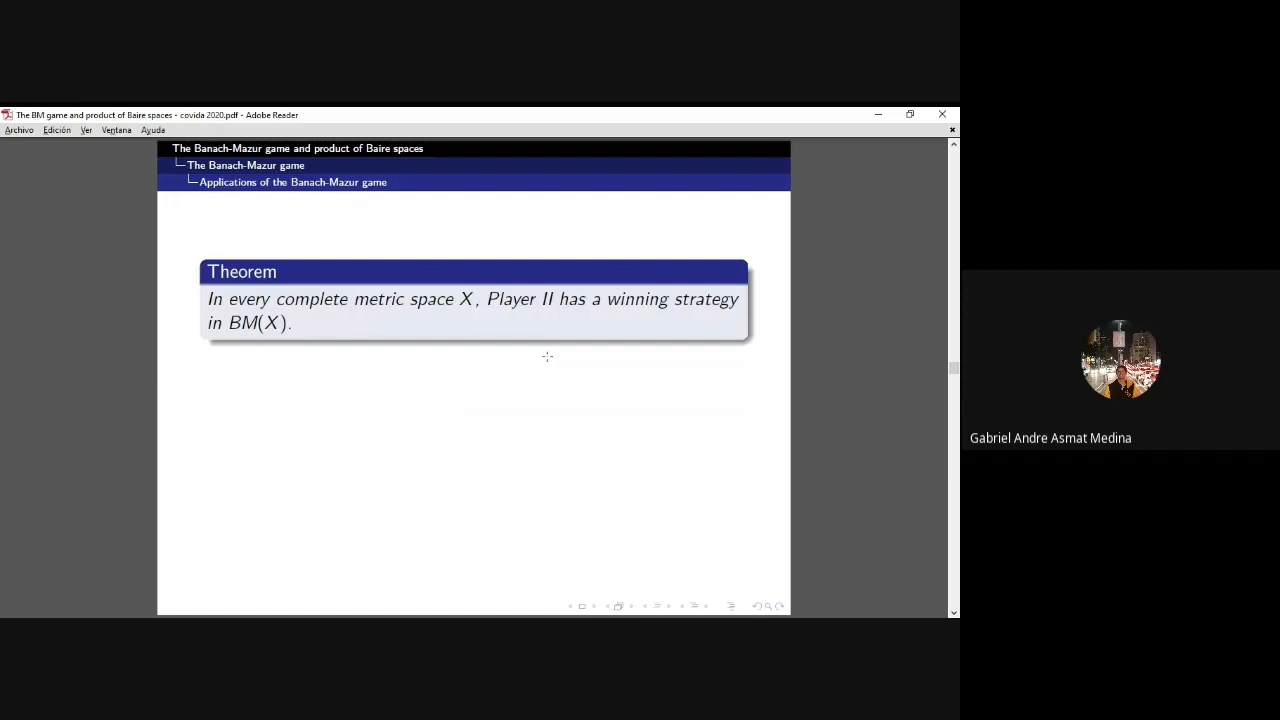 The BM game and product of Baire spaces - covida 2020.pdf - Adobe Reader
Archivo Edición Ver Ventana Ayuda
The Banach-Mazur game and product of Baire spaces
The Banach-Mazur game
Applications of the Banach-Mazur game
Theorem
In every complete metric space X, Player II has a winning strategy
in BM(X).
Gabriel Andre Asmat Medina